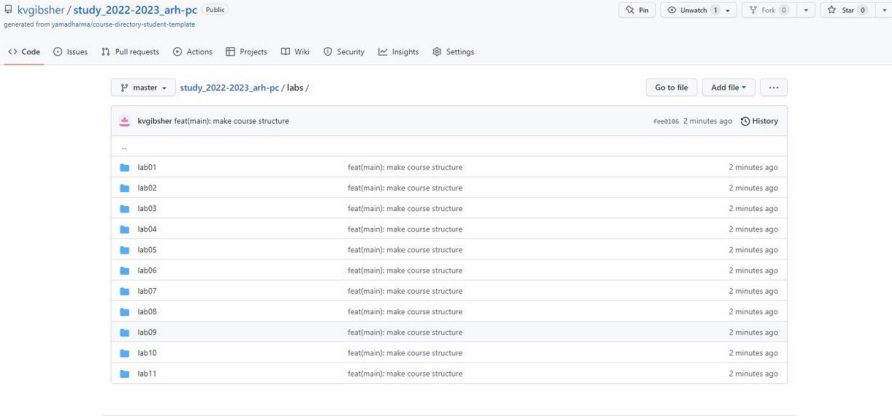 kvgibsher / study_2022-2023_arh-pc Public
Pin Unwatch 1 Fork 0 Star 0
generated from yamadharma/course-directory-student-template
Code Issues Pull requests Actions Projects Wiki Security Insights Settings
master study_2022-2023_arh-pc / labs / Go to file Add file ...
kvgibsher feat(main): make course structure fee0106 2 minutes ago History
..
lab01 feat(main): make course structure 2 minutes ago
lab02 feat(main): make course structure 2 minutes ago
lab03 feat(main): make course structure 2 minutes ago
lab04 feat(main): make course structure 2 minutes ago
lab05 feat(main): make course structure 2 minutes ago
lab06 feat(main): make course structure 2 minutes ago
lab07 feat(main): make course structure 2 minutes ago
lab08 feat(main): make course structure 2 minutes ago
lab09 feat(main): make course structure 2 minutes ago
lab10 feat(main): make course structure 2 minutes ago
lab11 feat(main): make course structure 2 minutes ago